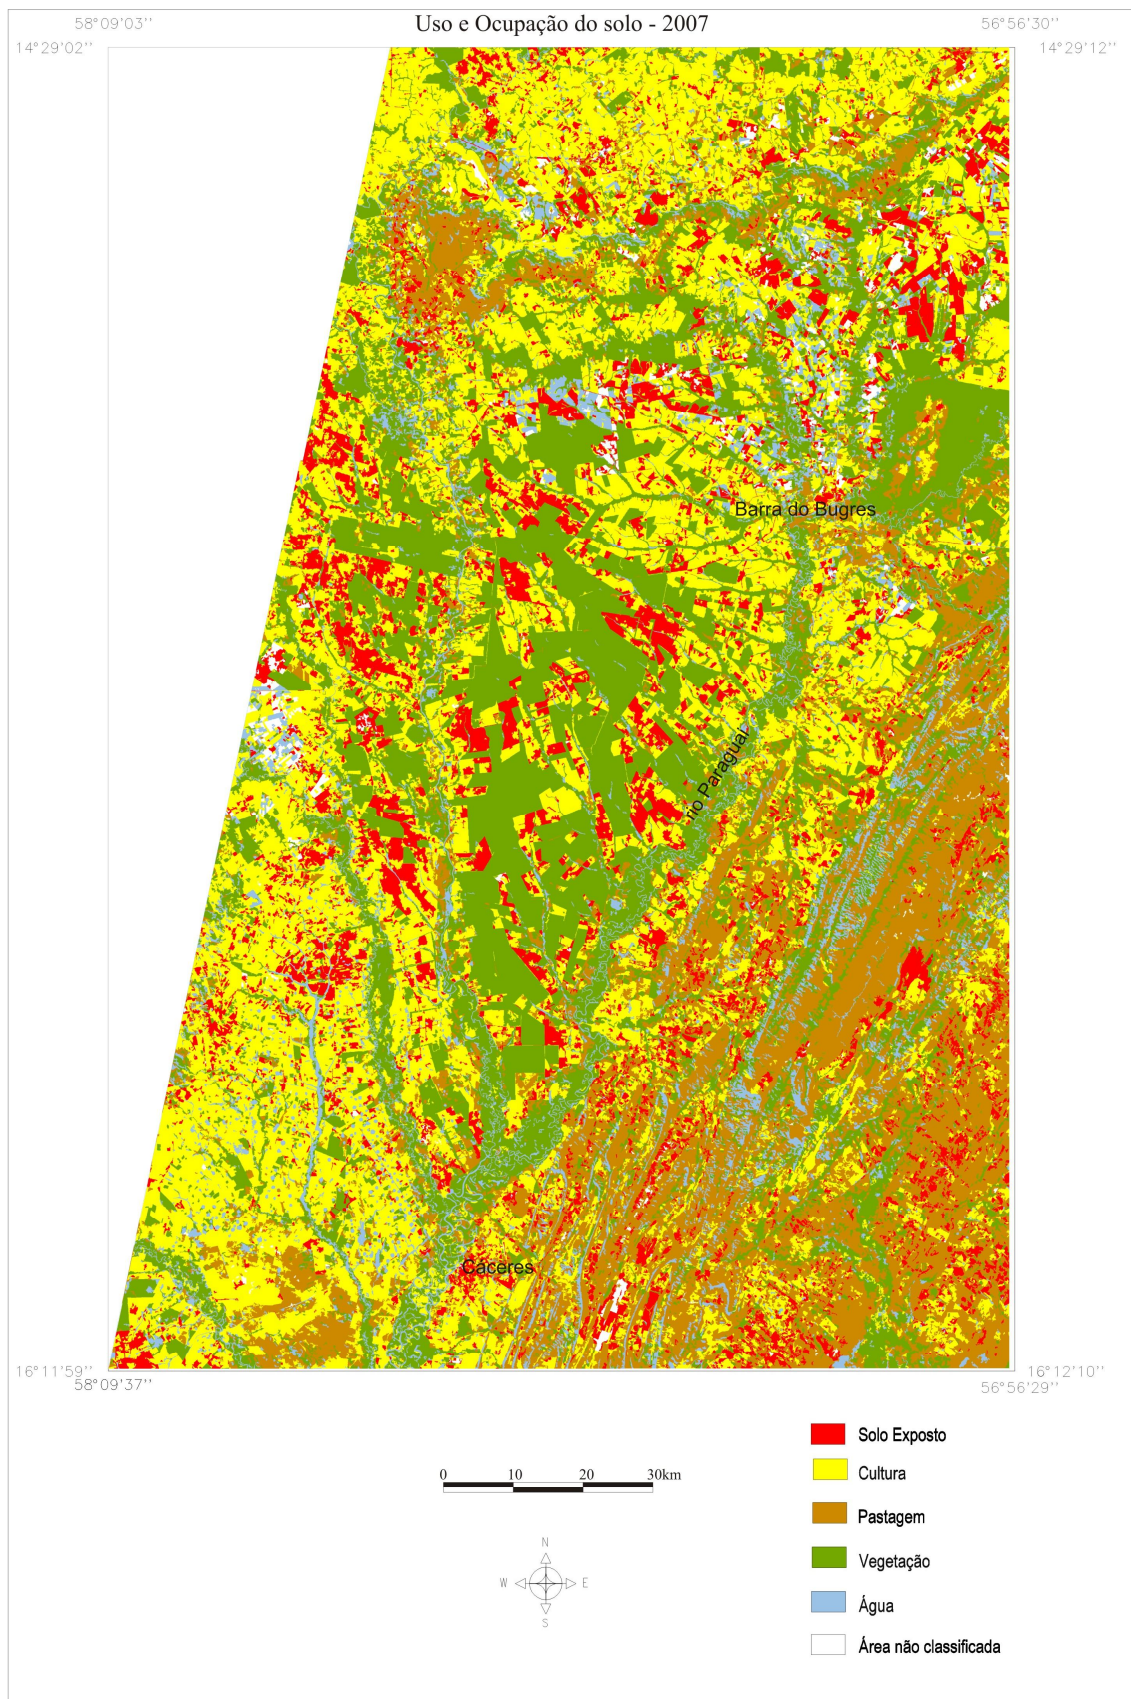 Uso e Ocupação do solo - 2007
58°09'03''
56°56'30''
14°29'02''
14°29'12''
Barra do Bugres
rio Paraguai
Cáceres
16°11'59''
16°12'10''
58°09'37''
56°56'29''
Solo Exposto
0 10 20 30km
Cultura
Pastagem
N
Vegetação
W E
Água
S
Área não classificada